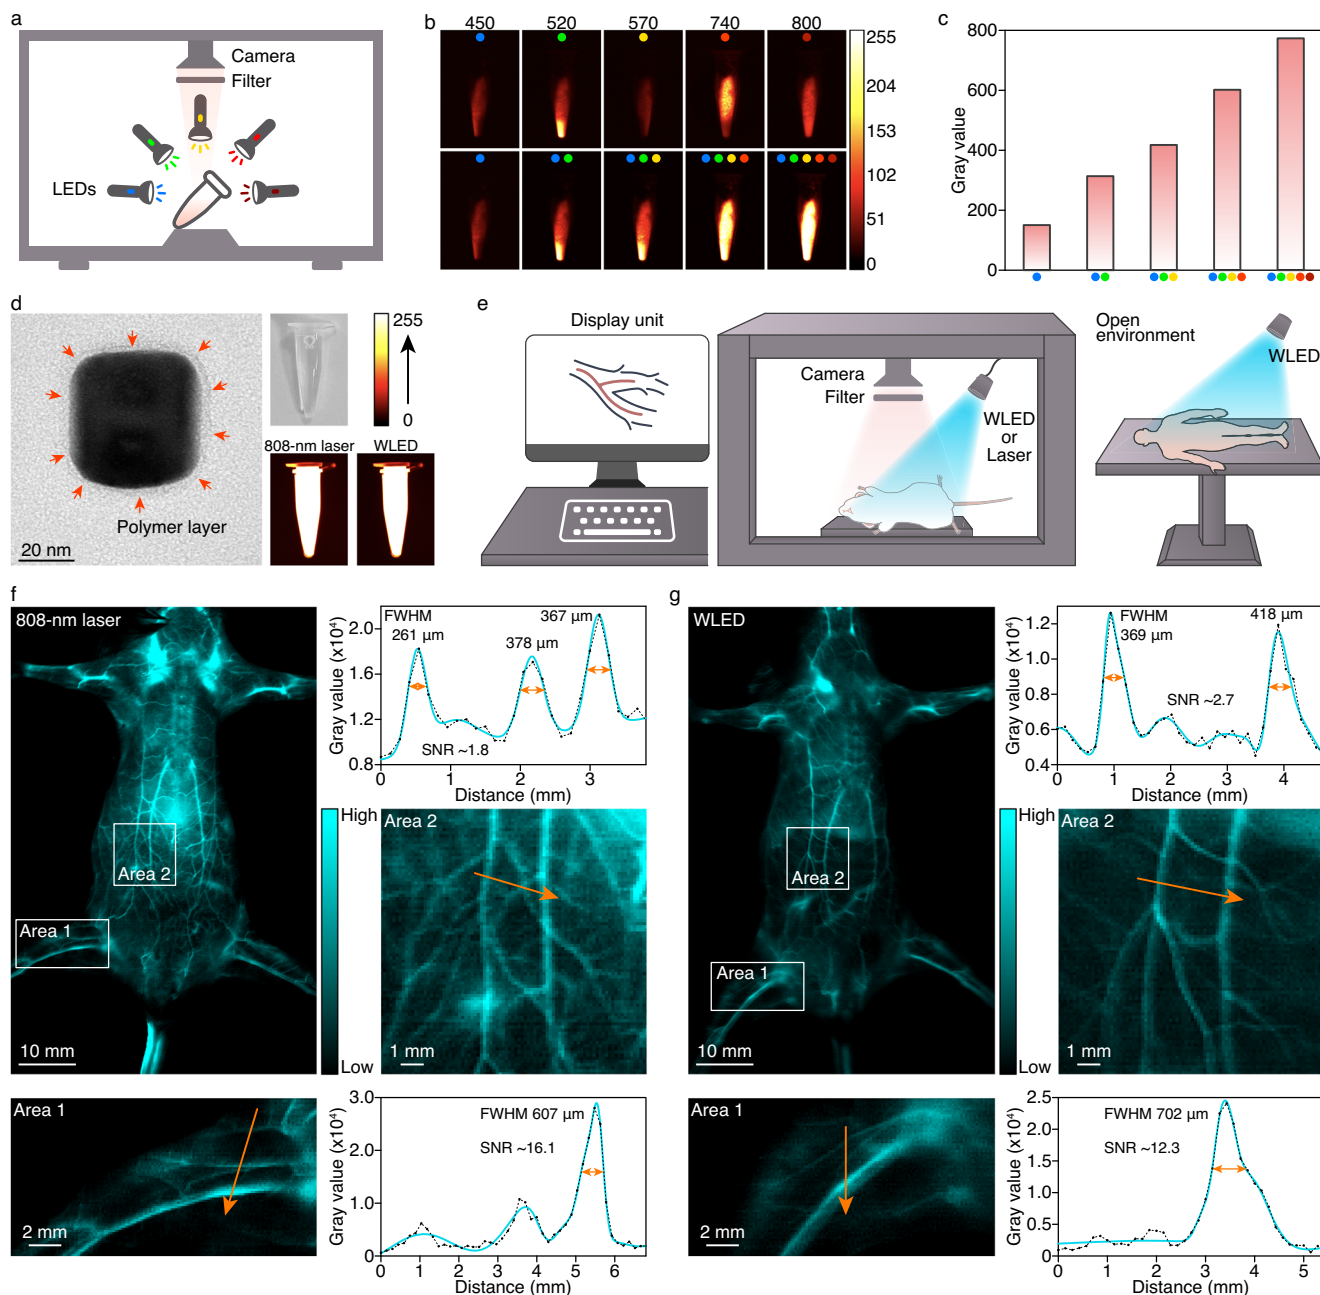 a
Camera
Filter
LEDs
b
450 520 570 740 800
255
204
153
102
51
0
c
Gray value
800
600
400
200
0
d
Polymer layer
20 nm
255
0
808-nm laser WLED
e
Display unit
Camera
Filter
WLED
or
Laser
Open
environment
WLED
f
808-nm laser
Area 2
Area 1
10 mm
Gray value (x10⁴)
2.0
1.6
1.2
0.8
FWHM
261 µm
378 µm
367 µm
SNR ~1.8
0 1 2 3
Distance (mm)
High
Low
Area 2
1 mm
Area 1
2 mm
Gray value (x10⁴)
3.0
2.0
1.0
0
FWHM 607 µm
SNR ~16.1
0 1 2 3 4 5 6
Distance (mm)
g
WLED
Area 2
Area 1
10 mm
Gray value (x10⁴)
1.2
1.0
0.8
0.6
0.4
FWHM
369 µm
418 µm
SNR ~2.7
0 1 2 3 4
Distance (mm)
High
Low
Area 2
1 mm
Area 1
2 mm
Gray value (x10⁴)
2.5
2.0
1.5
1.0
0.5
0
FWHM 702 µm
SNR ~12.3
0 1 2 3 4 5
Distance (mm)